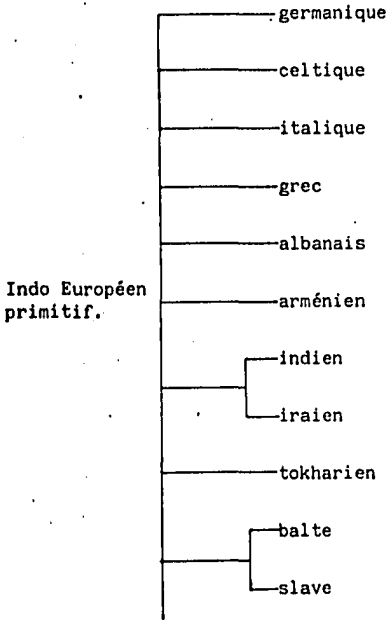 germanique
celtique
italique
grec
albanais
Indo Européen
primitif.
arménien
indien
iraien
tokharien
balte
slave